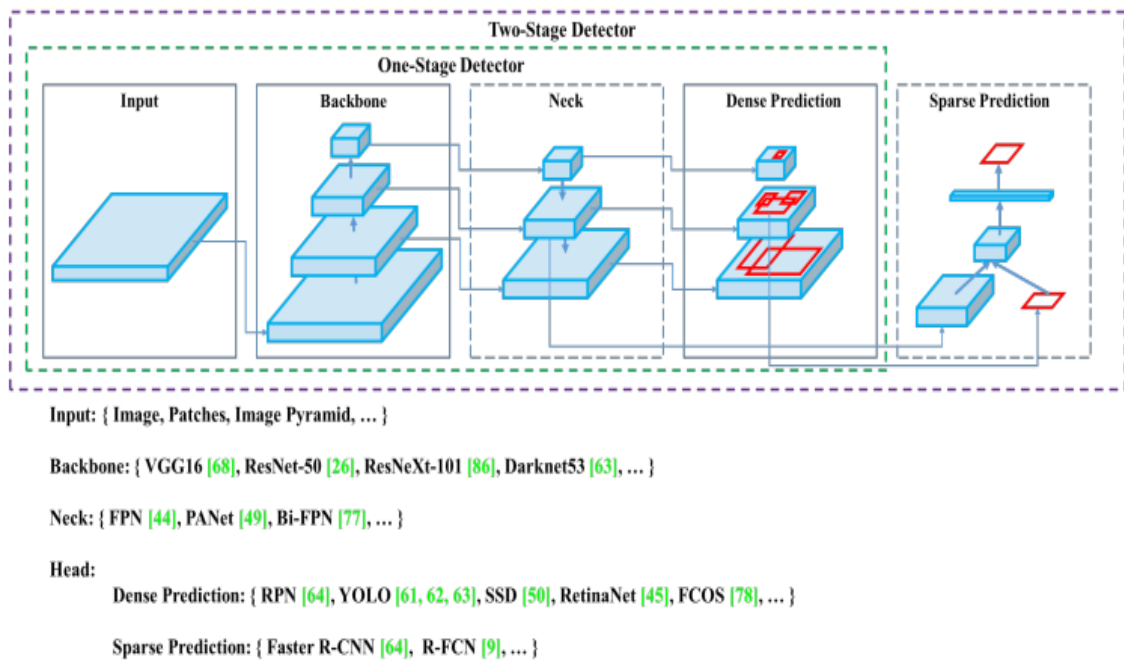 Two-Stage Detector
One-Stage Detector
Input
Backbone
Neck
Dense Prediction
Sparse Prediction
Input: { Image, Patches, Image Pyramid, … }
Backbone: { VGG16 [68], ResNet-50 [26], ResNeXt-101 [86], Darknet53 [63], … }
Neck: { FPN [44], PANet [49], Bi-FPN [77], … }
Head:
Dense Prediction: { RPN [64], YOLO [61, 62, 63], SSD [50], RetinaNet [45], FCOS [78], … }
Sparse Prediction: { Faster R-CNN [64], R-FCN [9], … }